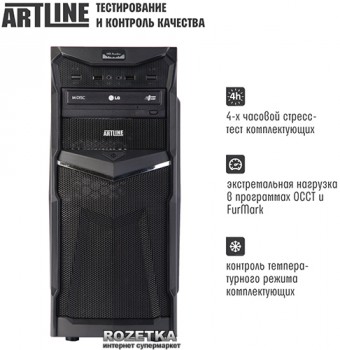 ARTLINE
ТЕСТИРОВАНИЕ
И КОНТРОЛЬ КАЧЕСТВА
4h
4-х часовой стресс-
тест комплектующих
LG
ARTLINE
экстремальная нагрузка
в программах OCCT и
FurMark
контроль темпера-
турного режима
комплектующих
ROZETKA
интернет супермаркет